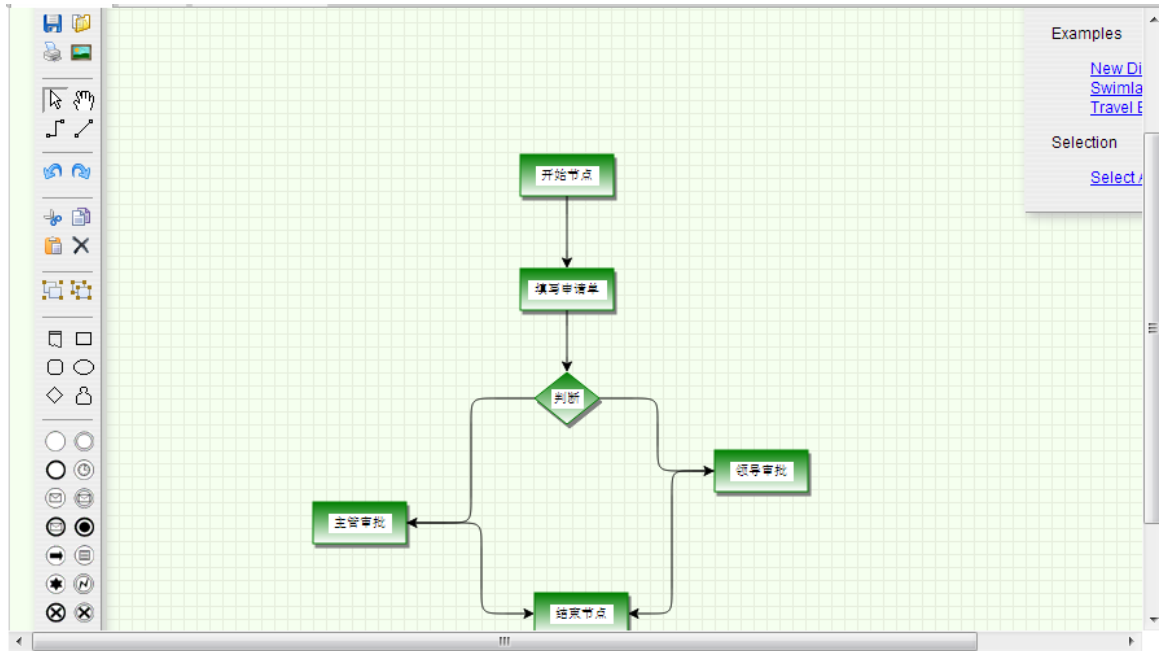 Examples
New Di
Swimla
Travel E
Selection
Select A
开始节点
填写申请单
判断
领导审批
主管审批
结束节点